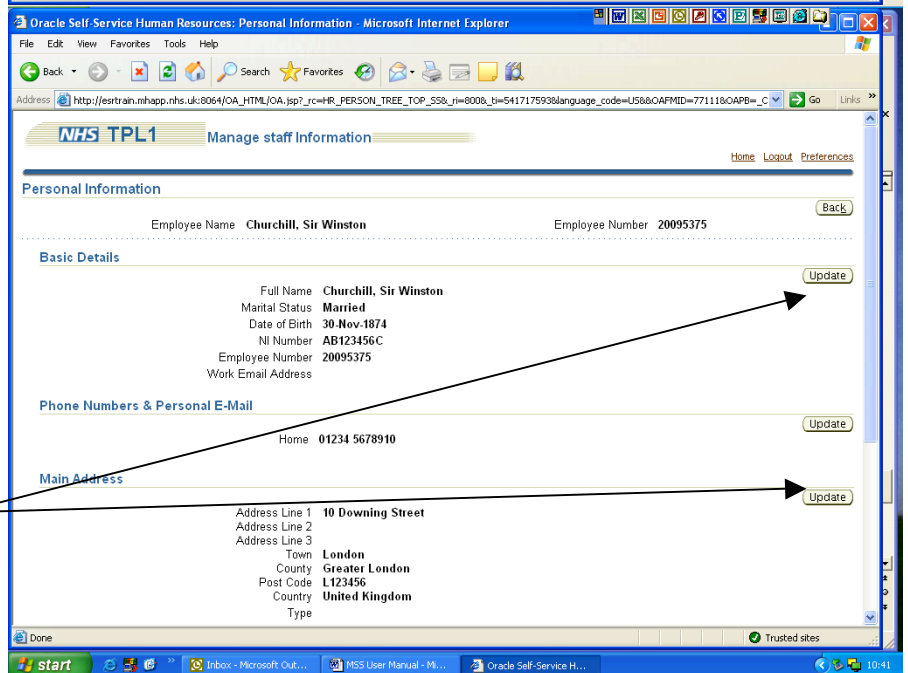 Oracle Self-Service Human Resources: Personal Information - Microsoft Internet Explorer
File Edit View Favorites Tools Help
Back Search Favorites
Address http://esrtrain.mhapp.nhs.uk:8064/OA_HTML/OA.jsp?_rc=HR_PERSON_TREE_TOP_SS&_ri=800&_ti=541717593&language_code=US&&OAFMID=77111&OAPB=_C Go Links »
NHS TPL1 Manage staff Information
Home Logout Preferences
Personal Information
Back
Employee Name Churchill, Sir Winston Employee Number 20095375
Basic Details
Update
Full Name Churchill, Sir Winston
Marital Status Married
Date of Birth 30-Nov-1874
NI Number AB123456C
Employee Number 20095375
Work Email Address
Phone Numbers & Personal E-Mail
Update
Home 01234 5678910
Main Address
Update
Address Line 1 10 Downing Street
Address Line 2
Address Line 3
Town London
County Greater London
Post Code L123456
Country United Kingdom
Type
Done Trusted sites
start » Inbox - Microsoft Out... MSS User Manual - Mi... Oracle Self-Service H... 10:41